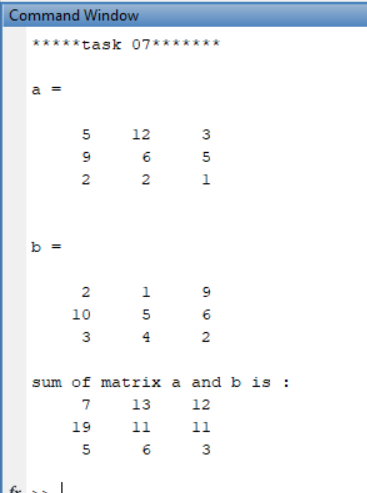 Command Window
*****task 07*******
a =
5 12 3
9 6 5
2 2 1
b =
2 1 9
10 5 6
3 4 2
sum of matrix a and b is :
7 13 12
19 11 11
5 6 3
fx >>